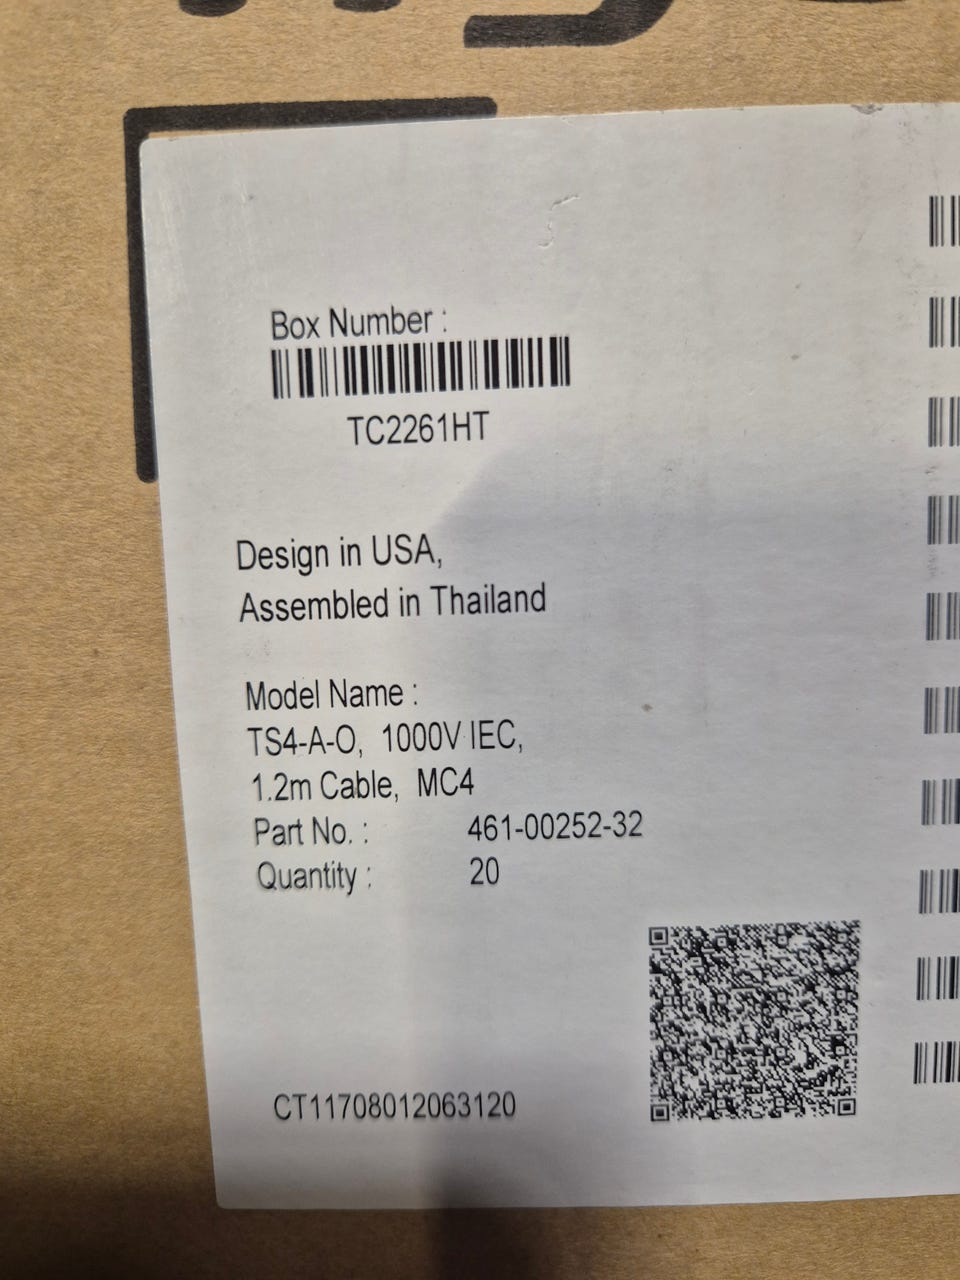 Box Number :
TC2261HT
Design in USA,
Assembled in Thailand
Model Name :
TS4-A-O, 1000V IEC,
1.2m Cable, MC4
Part No. : 461-00252-32
Quantity : 20
CT11708012063120